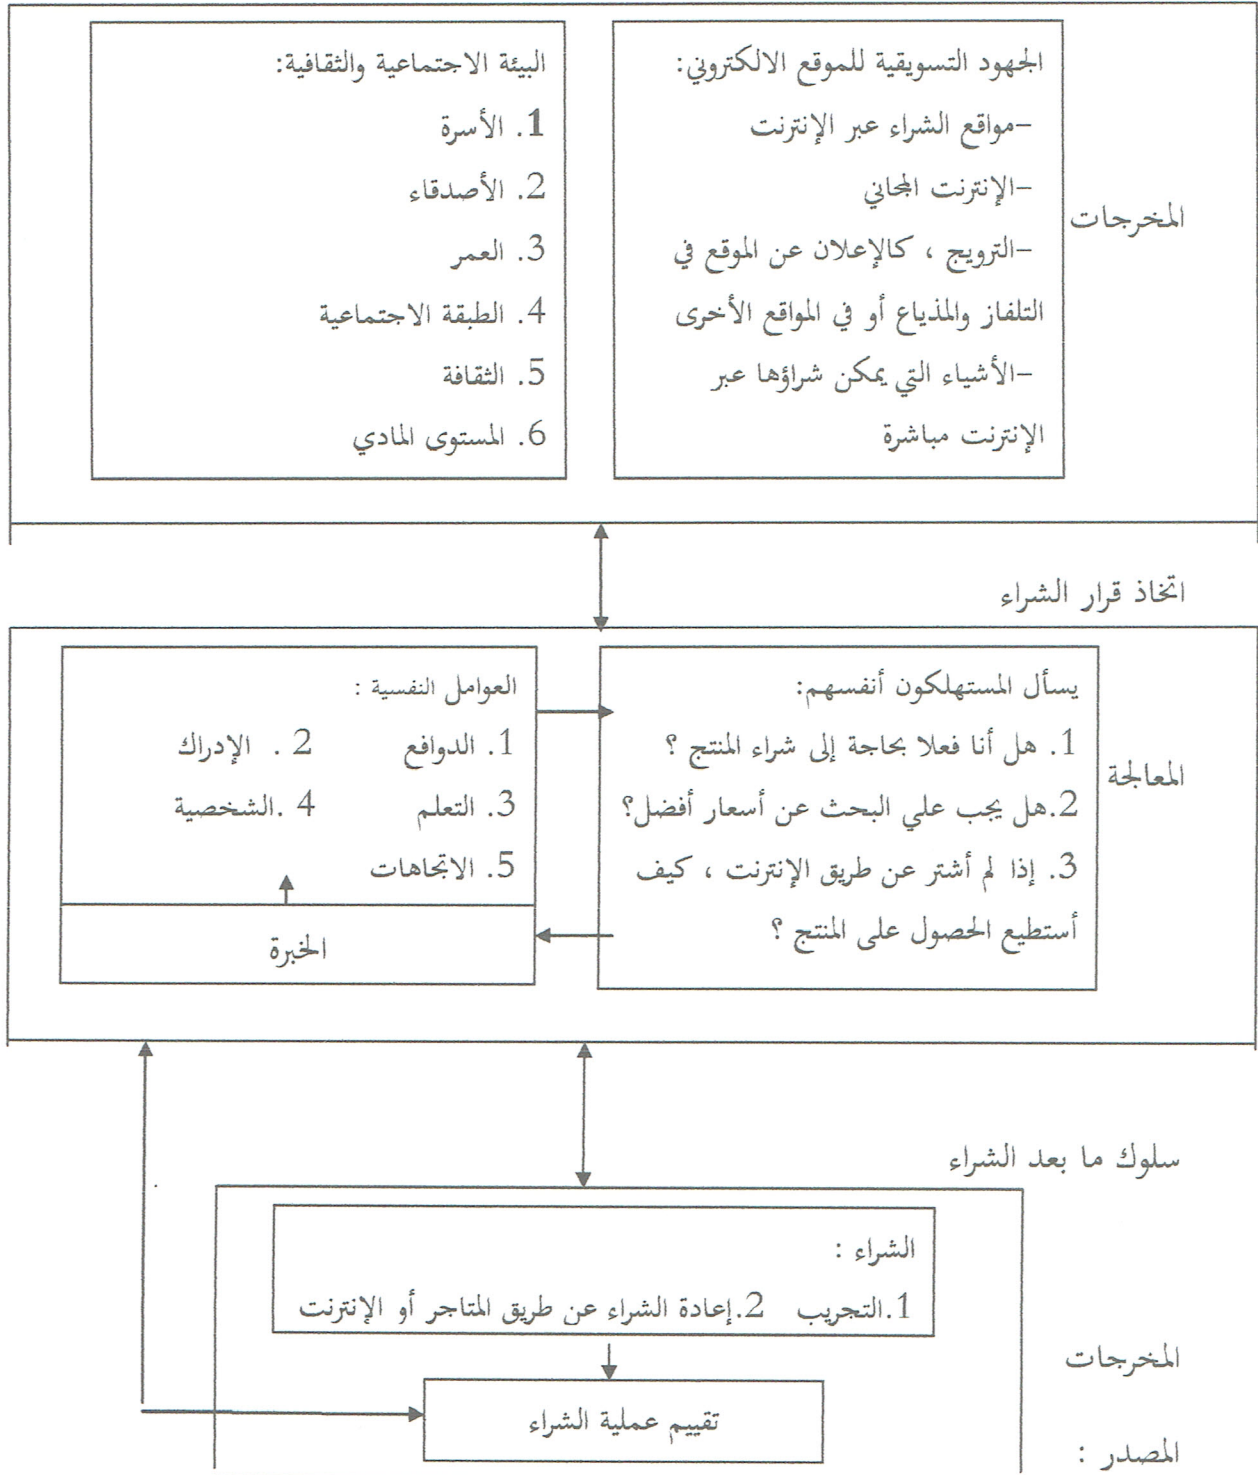 الجهود التسويقية للموقع الالكتروني:
–مواقع الشراء عبر الإنترنت
–الإنترنت المجاني
–الترويج ، كالإعلان عن الموقع في
التلفاز والمذياع أو في المواقع الأخرى
–الأشياء التي يمكن شراؤها عبر
الإنترنت مباشرة
البيئة الاجتماعية والثقافية:
1. الأسرة
2. الأصدقاء
3. العمر
4. الطبقة الاجتماعية
5. الثقافة
6. المستوى المادي
المخرجات
اتخاذ قرار الشراء
المعالجة
يسأل المستهلكون أنفسهم:
1. هل أنا فعلا بحاجة إلى شراء المنتج ؟
2.هل يجب علي البحث عن أسعار أفضل؟
3. إذا لم أشتر عن طريق الإنترنت ، كيف
أستطيع الحصول على المنتج ؟
العوامل النفسية :
1. الدوافع 2 . الإدراك
3. التعلم 4 .الشخصية
5. الاتجاهات
الخبرة
سلوك ما بعد الشراء
الشراء :
1.التجريب 2.إعادة الشراء عن طريق المتاجر أو الإنترنت
المخرجات
تقييم عملية الشراء
المصدر :